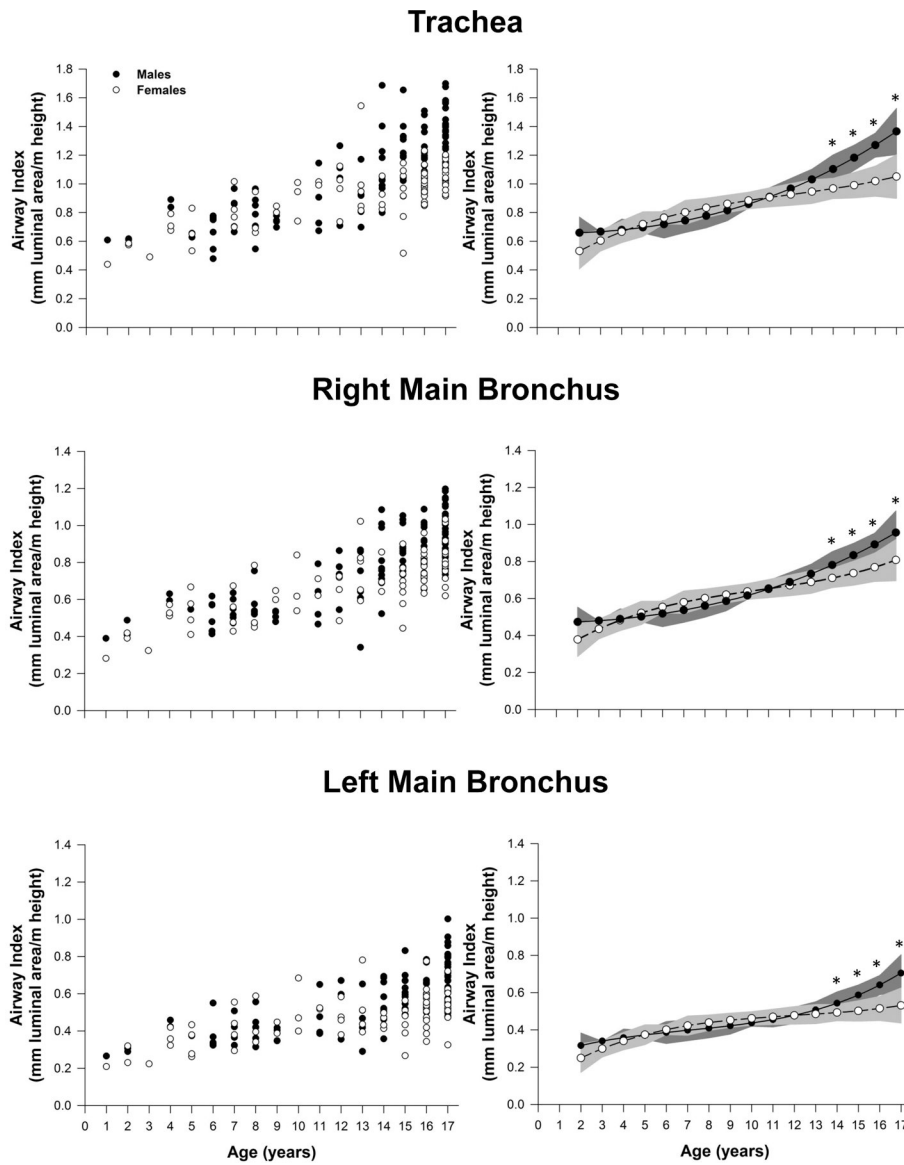 Trachea
Airway Index
(mm luminal area/m height)
1.8
1.6
1.4
1.2
1.0
0.8
0.6
0.4
0.2
0.0
Males
Females
Airway Index
(mm luminal area/m height)
1.8
1.6
1.4
1.2
1.0
0.8
0.6
0.4
0.2
0.0
* * * *
Right Main Bronchus
Airway Index
(mm luminal area/m height)
1.4
1.2
1.0
0.8
0.6
0.4
0.2
0.0
Airway Index
(mm luminal area/m height)
1.4
1.2
1.0
0.8
0.6
0.4
0.2
0.0
* * * *
Left Main Bronchus
Airway Index
(mm luminal area/m height)
1.4
1.2
1.0
0.8
0.6
0.4
0.2
0.0
0 1 2 3 4 5 6 7 8 9 10 11 12 13 14 15 16 17
Age (years)
Airway Index
(mm luminal area/m height)
1.4
1.2
1.0
0.8
0.6
0.4
0.2
0.0
* * * *
0 1 2 3 4 5 6 7 8 9 10 11 12 13 14 15 16 17
Age (years)